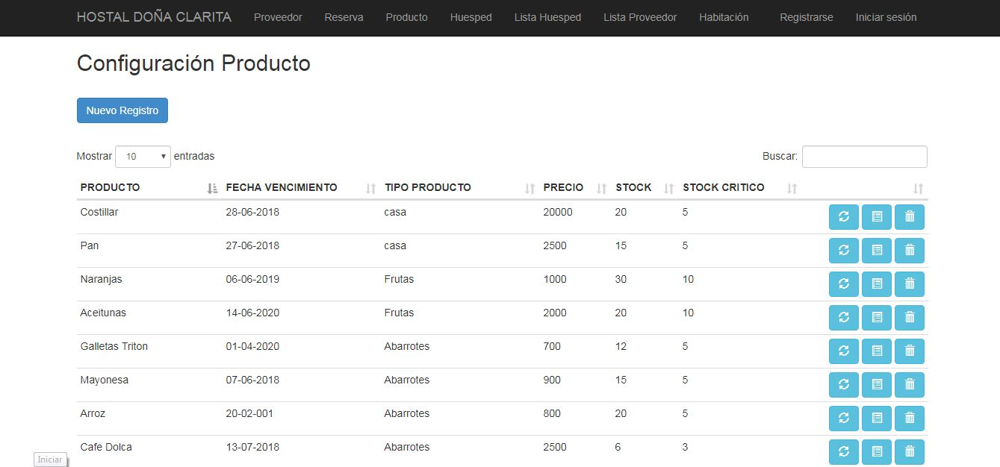 HOSTAL DOÑA CLARITA Proveedor Reserva Producto Huesped Lista Huesped Lista Proveedor Habitación Registrarse Iniciar sesión
Configuración Producto
Nuevo Registro
Mostrar 10 entradas Buscar:
PRODUCTO FECHA VENCIMIENTO TIPO PRODUCTO PRECIO STOCK STOCK CRITICO
Costillar 28-06-2018 casa 20000 20 5
Pan 27-06-2018 casa 2500 15 5
Naranjas 06-06-2019 Frutas 1000 30 10
Aceitunas 14-06-2020 Frutas 2000 20 10
Galletas Triton 01-04-2020 Abarrotes 700 12 5
Mayonesa 07-06-2018 Abarrotes 900 15 5
Arroz 20-02-001 Abarrotes 800 20 5
Cafe Dolca 13-07-2018 Abarrotes 2500 6 3
Iniciar